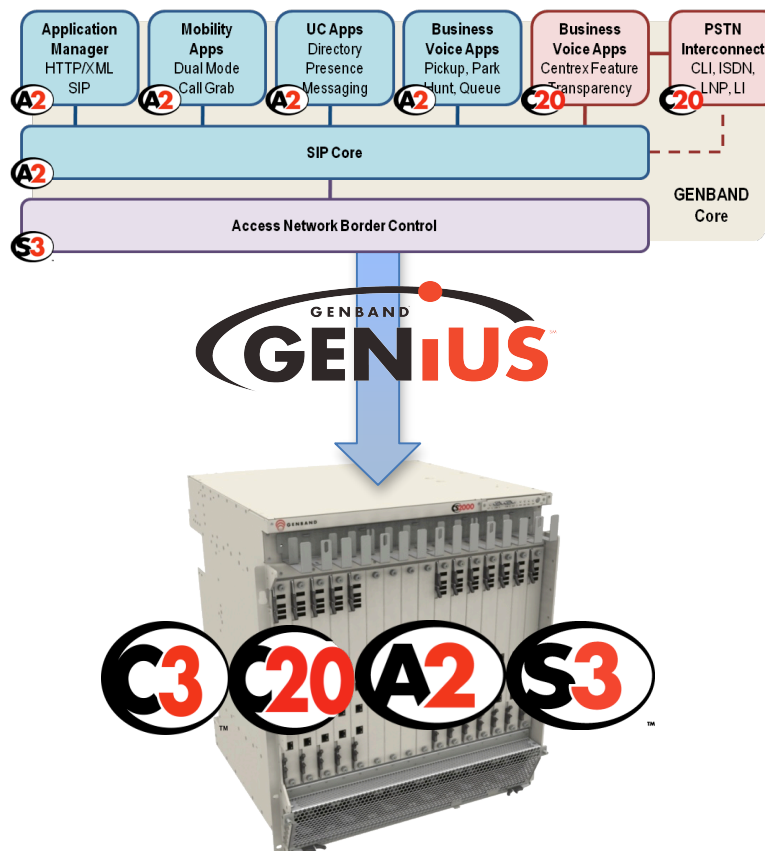 Application
Manager
HTTP/XML
SIP
A2
Mobility
Apps
Dual Mode
Call Grab
A2
UC Apps
Directory
Presence
Messaging
A2
Business
Voice Apps
Pickup, Park
Hunt, Queue
A2
Business
Voice Apps
Centrex Feature
Transparency
C20
PSTN
Interconnect
CLI, ISDN,
LNP, LI
C20
SIP Core
A2
GENBAND
Core
Access Network Border Control
S3
GENBAND
GENiUS
GENBAND
CS2000
C3 C20 A2 S3
TM
TM